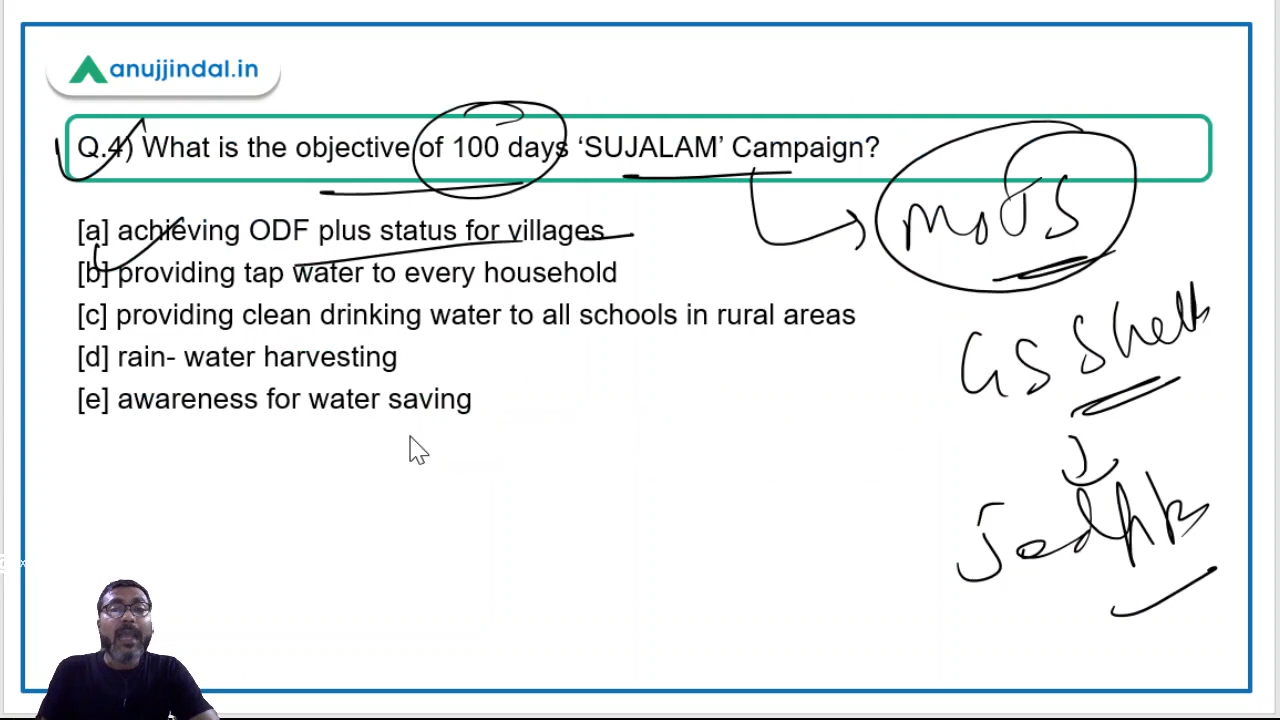 anujjindal.in
Q.4) What is the objective of 100 days ‘SUJALAM’ Campaign?
[a] achieving ODF plus status for villages
[b] providing tap water to every household
[c] providing clean drinking water to all schools in rural areas
[d] rain- water harvesting
[e] awareness for water saving
MoJS